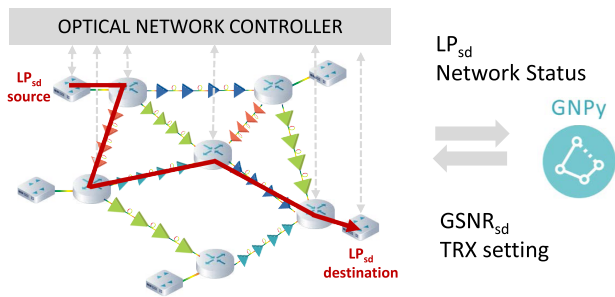 OPTICAL NETWORK CONTROLLER
LPsd
source
LPsd
destination
LPsd
Network Status
GNPy
GSNRsd
TRX setting